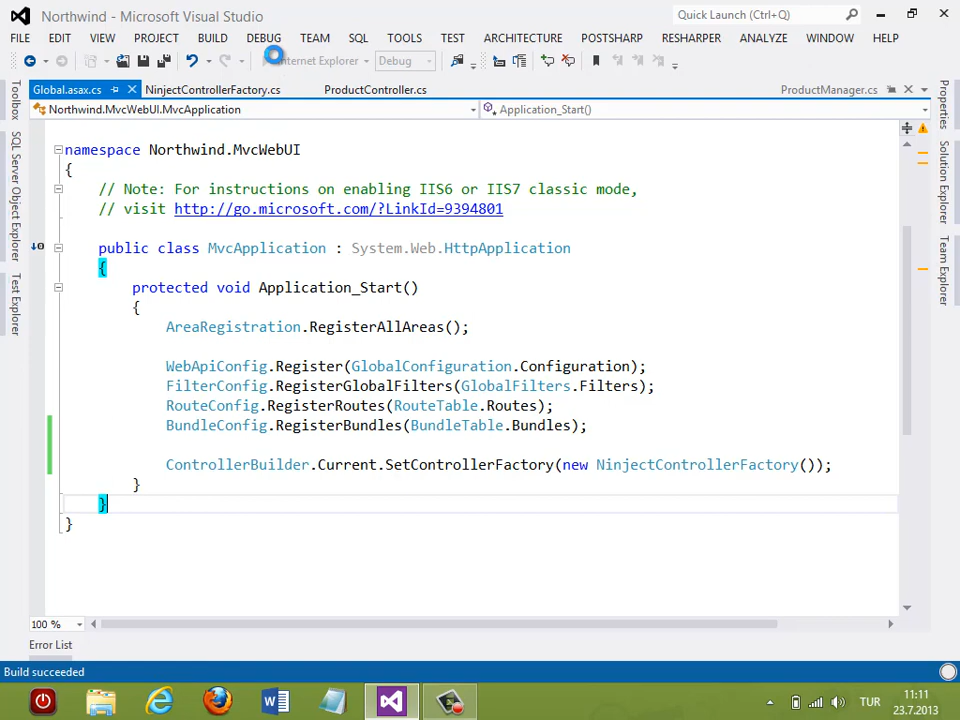 Northwind - Microsoft Visual Studio
Quick Launch (Ctrl+Q)
FILE EDIT VIEW PROJECT BUILD DEBUG TEAM SQL TOOLS TEST ARCHITECTURE POSTSHARP RESHARPER ANALYZE WINDOW HELP
Internet Explorer Debug
Global.asax.cs NinjectControllerFactory.cs ProductController.cs ProductManager.cs
Northwind.MvcWebUI.MvcApplication Application_Start()
Toolbox
SQL Server Object Explorer
Test Explorer
Properties
Solution Explorer
Team Explorer
namespace Northwind.MvcWebUI
{
// Note: For instructions on enabling IIS6 or IIS7 classic mode,
// visit http://go.microsoft.com/?LinkId=9394801
public class MvcApplication : System.Web.HttpApplication
{
protected void Application_Start()
{
AreaRegistration.RegisterAllAreas();
WebApiConfig.Register(GlobalConfiguration.Configuration);
FilterConfig.RegisterGlobalFilters(GlobalFilters.Filters);
RouteConfig.RegisterRoutes(RouteTable.Routes);
BundleConfig.RegisterBundles(BundleTable.Bundles);
ControllerBuilder.Current.SetControllerFactory(new NinjectControllerFactory());
}
}
}
100 %
Error List
Build succeeded
TUR
11:11
23.7.2013